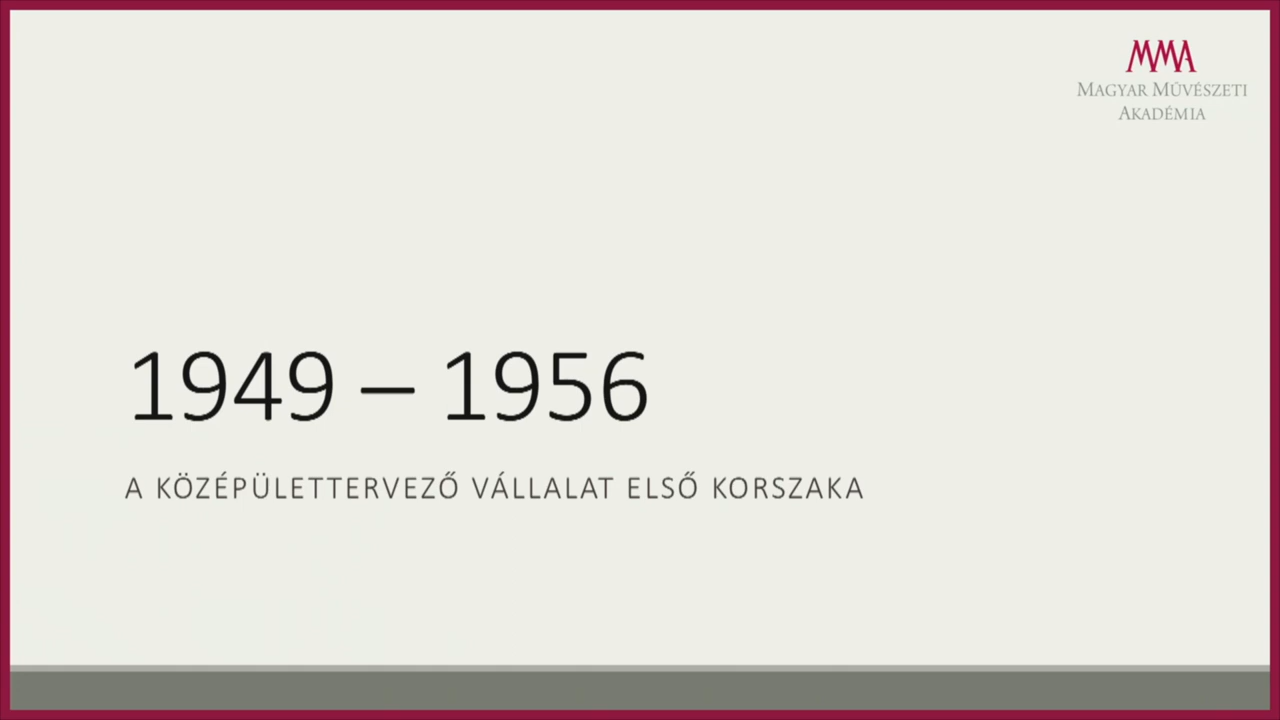 MMA
MAGYAR MŰVÉSZETI
AKADÉMIA
1949 – 1956
A KÖZÉPÜLETTERVEZŐ VÁLLALAT ELSŐ KORSZAKA